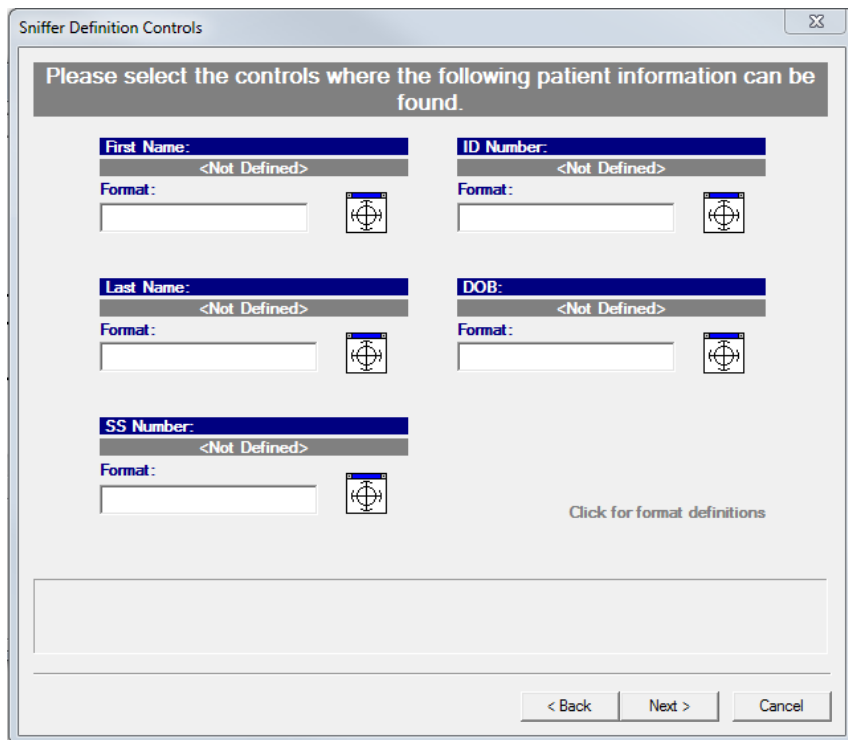 Sniffer Definition Controls
Please select the controls where the following patient information can be
found.
First Name:
<Not Defined>
Format:
ID Number:
<Not Defined>
Format:
Last Name:
<Not Defined>
Format:
DOB:
<Not Defined>
Format:
SS Number:
<Not Defined>
Format:
Click for format definitions
< Back
Next >
Cancel